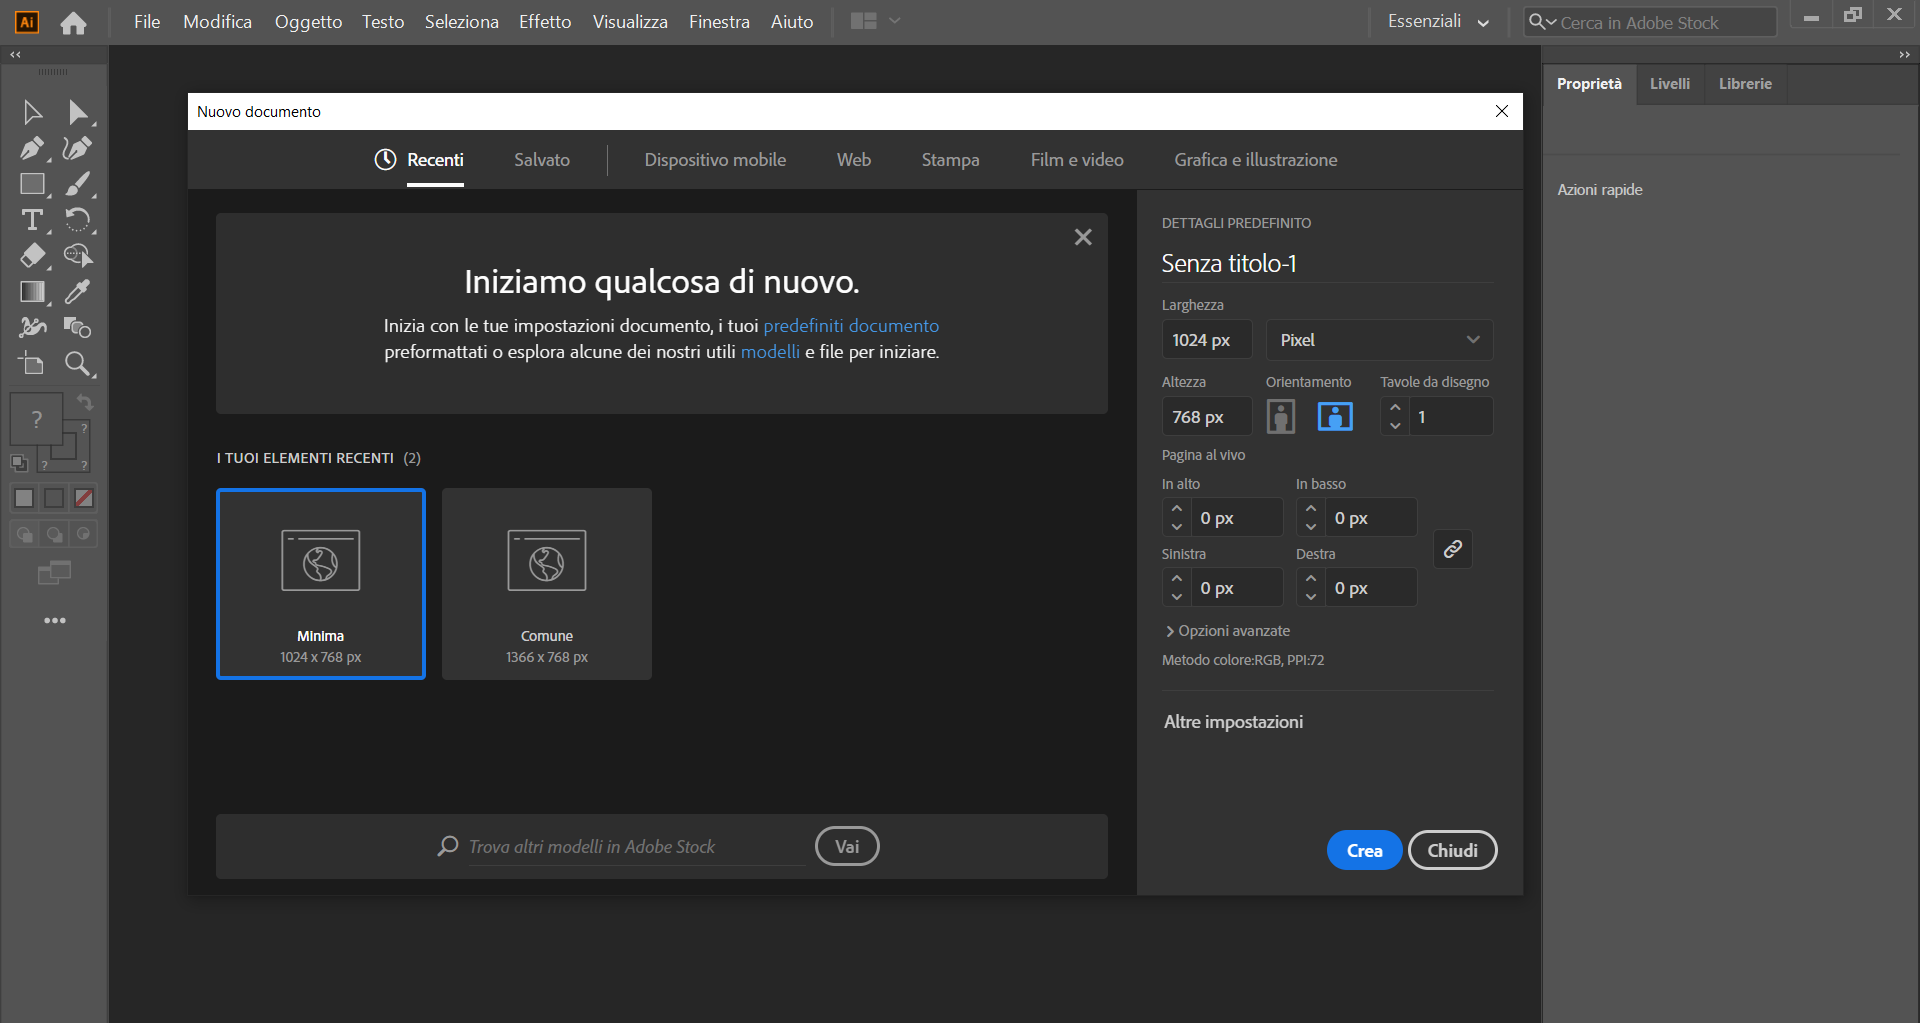 Ai
File Modifica Oggetto Testo Seleziona Effetto Visualizza Finestra Aiuto
Essenziali
Cerca in Adobe Stock
Nuovo documento
Recenti Salvato Dispositivo mobile Web Stampa Film e video Grafica e illustrazione
Iniziamo qualcosa di nuovo.
Inizia con le tue impostazioni documento, i tuoi predefiniti documento
preformattati o esplora alcune dei nostri utili modelli e file per iniziare.
I TUOI ELEMENTI RECENTI (2)
Minima
1024 x 768 px
Comune
1366 x 768 px
Trova altri modelli in Adobe Stock
Vai
DETTAGLI PREDEFINITO
Senza titolo-1
Larghezza
1024 px Pixel
Altezza Orientamento Tavole da disegno
768 px 1
Pagina al vivo
In alto In basso
0 px 0 px
Sinistra Destra
0 px 0 px
Opzioni avanzate
Metodo colore:RGB, PPI:72
Altre impostazioni
Crea Chiudi
Proprietà Livelli Librerie
Azioni rapide
T
?
?
? ?